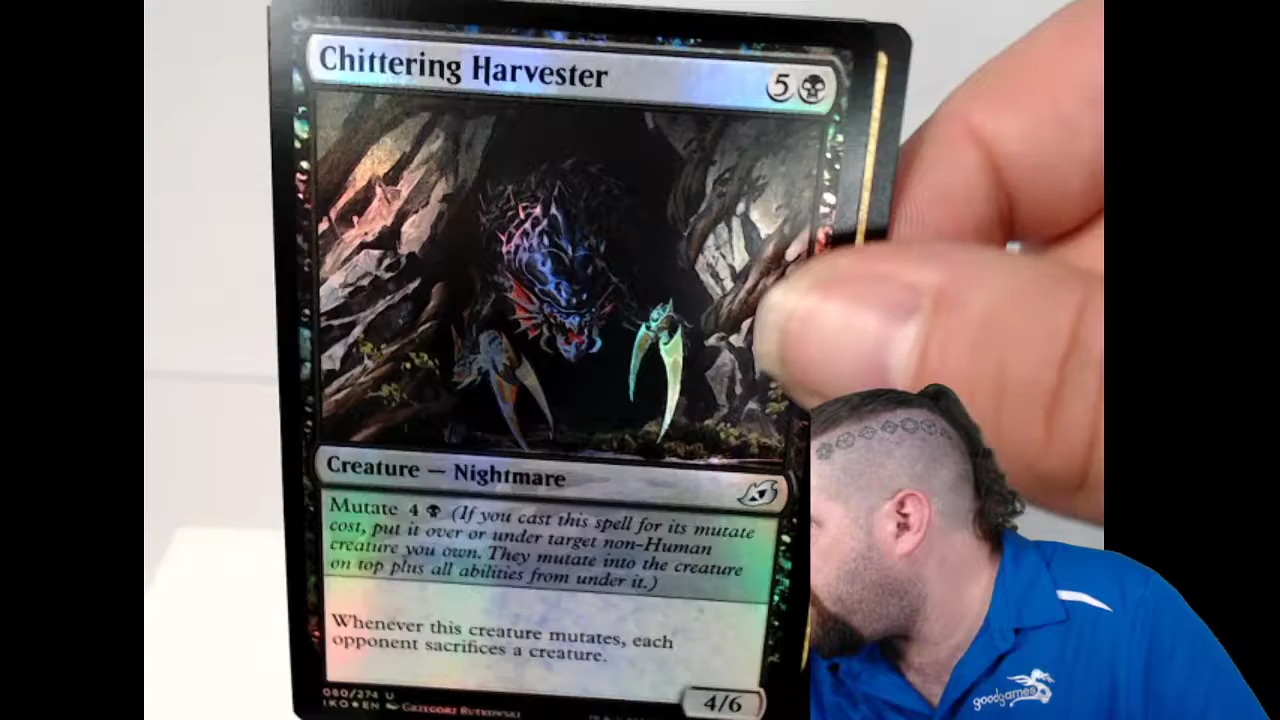 Chittering Harvester 5
Creature — Nightmare
Mutate 4 (If you cast this spell for its mutate
cost, put it over or under target non-Human
creature you own. They mutate into the creature
on top plus all abilities from under it.)
Whenever this creature mutates, each
opponent sacrifices a creature.
4/6
080/274 U
IKO★EN GRZEGORZ RUTKOWSKI
goodgames